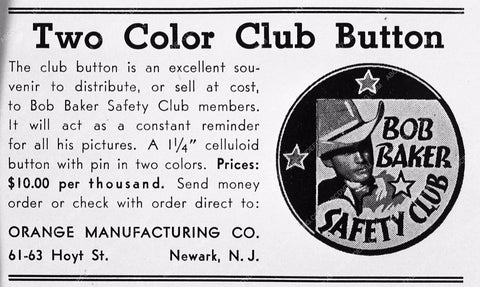 Two Color Club Button
The club button is an excellent sou-
venir to distribute, or sell at cost,
to Bob Baker Safety Club members.
It will act as a constant reminder
for all his pictures. A 1¼" celluloid
button with pin in two colors. Prices:
$10.00 per thousand. Send money
order or check with order direct to:
ORANGE MANUFACTURING CO.
61-63 Hoyt St. Newark, N. J.
BOB
BAKER
SAFETY CLUB